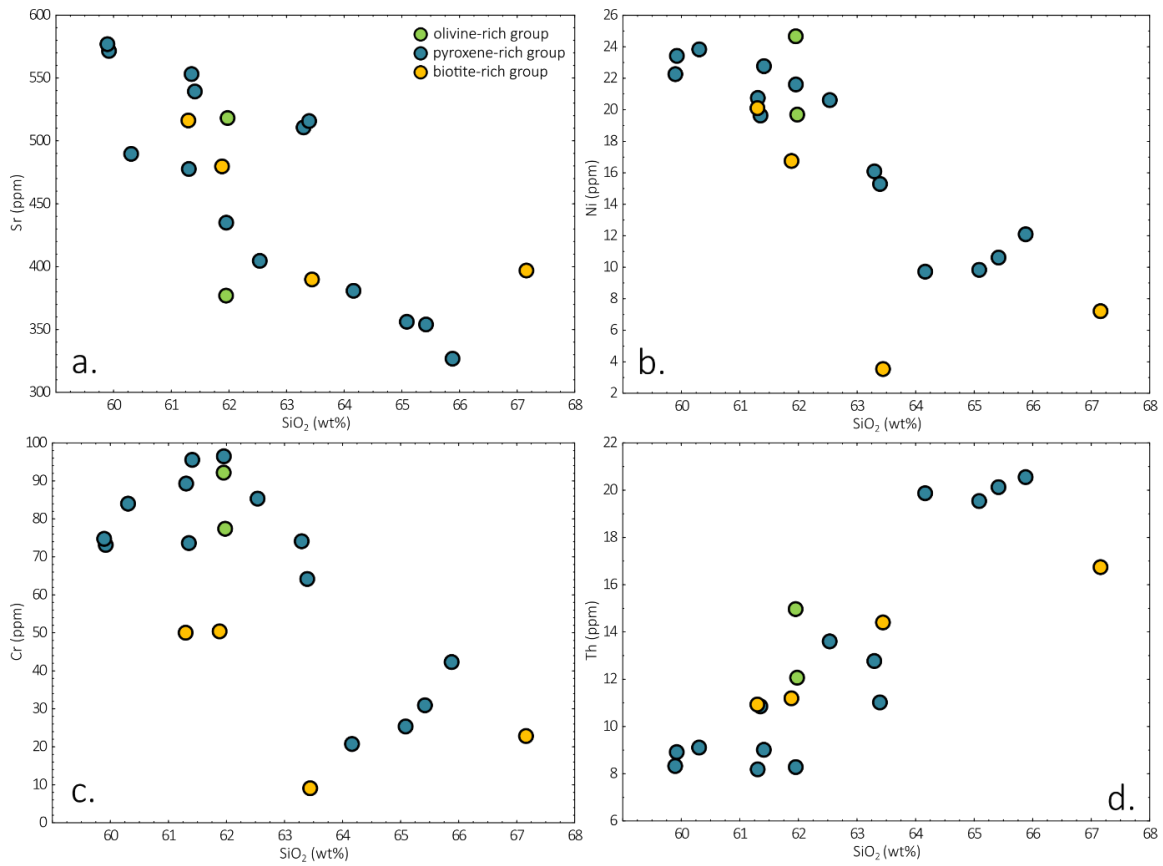 600
550
500
450
400
350
300
Sr (ppm)
olivine-rich group
pyroxene-rich group
biotite-rich group
a.
60 61 62 63 64 65 66 67 68
SiO₂ (wt%)
26
24
22
20
18
16
14
12
10
8
6
4
2
Ni (ppm)
b.
60 61 62 63 64 65 66 67 68
SiO₂ (wt%)
100
90
80
70
60
50
40
30
20
10
0
Cr (ppm)
c.
60 61 62 63 64 65 66 67 68
SiO₂ (wt%)
22
20
18
16
14
12
10
8
6
Th (ppm)
d.
60 61 62 63 64 65 66 67 68
SiO₂ (wt%)